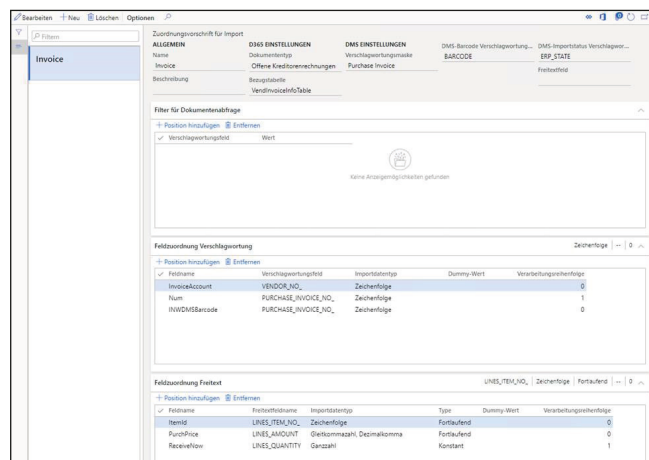 Bearbeiten + Neu Löschen Optionen
Filtern
Invoice
Zuordnungsvorschrift für Import
ALLGEMEIN
Name
Invoice
Beschreibung
D365 EINSTELLUNGEN
Dokumententyp
Offene Kreditorenrechnungen
Bezugstabelle
VendInvoiceInfoTable
DMS EINSTELLUNGEN
Verschlagwortungsmaske
Purchase Invoice
DMS-Barcode Verschlagwortung...
BARCODE
DMS-Importstatus Verschlagwor...
ERP_STATE
Freitextfeld
Filter für Dokumentenabfrage
+ Position hinzufügen Entfernen
Verschlagwortungsfeld Wert
Keine Anzeigemöglichkeiten gefunden
Feldzuordnung Verschlagwortung Zeichenfolge | -- | 0
+ Position hinzufügen Entfernen
Feldname Verschlagwortungsfeld Importdatentyp Dummy-Wert Verarbeitungsreihenfolge
InvoiceAccount VENDOR_NO_ Zeichenfolge 0
Num PURCHASE_INVOICE_NO_ Zeichenfolge 1
INWDMSBarcode PURCHASE_INVOICE_NO_ Zeichenfolge 0
Feldzuordnung Freitext LINES_ITEM_NO_ | Zeichenfolge | Fortlaufend | -- | 0
+ Position hinzufügen Entfernen
Feldname Freitextfeldname Importdatentyp Type Dummy-Wert Verarbeitungsreihenfolge
ItemId LINES_ITEM_NO_ Zeichenfolge Fortlaufend 0
PurchPrice LINES_AMOUNT Gleitkommazahl, Dezimalkomma Fortlaufend 0
ReceiveNow LINES_QUANTITY Ganzzahl Konstant 1